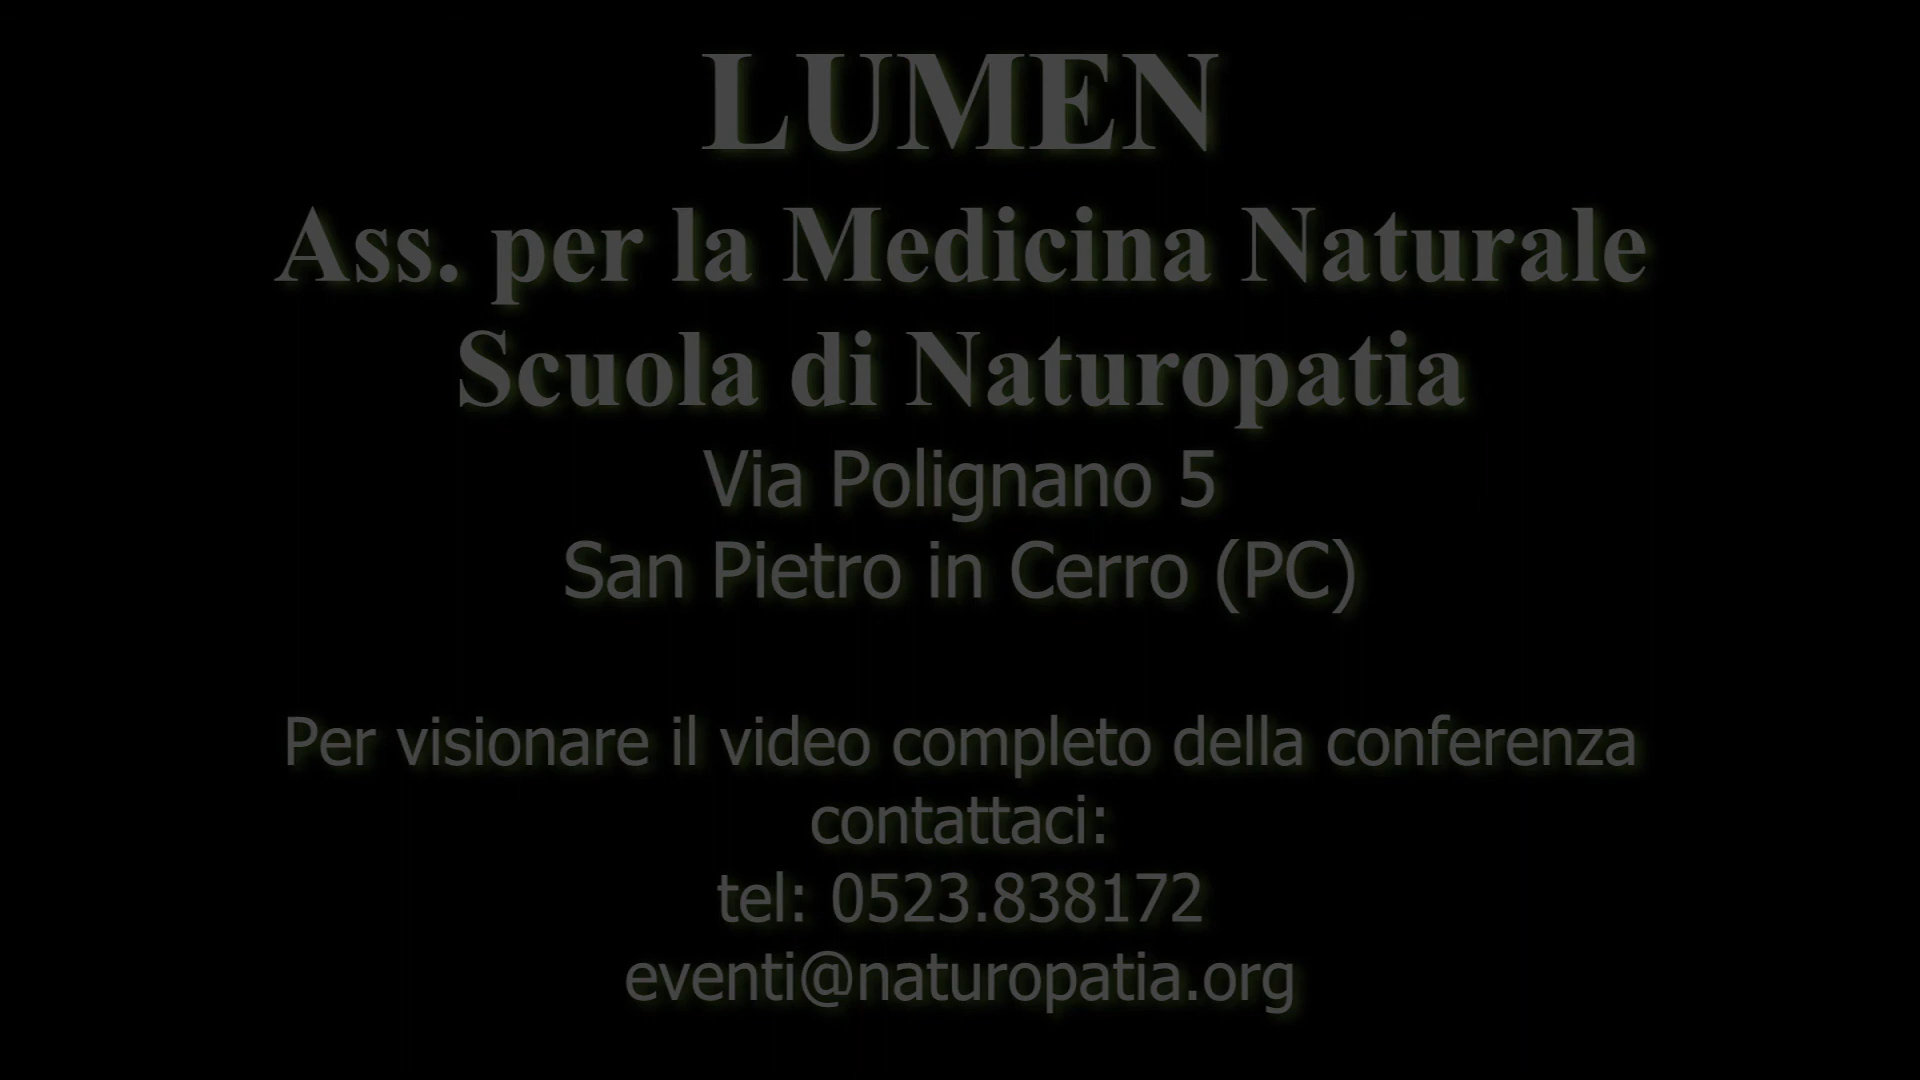 LUMEN
Ass. per la Medicina Naturale
Scuola di Naturopatia
Via Polignano 5
San Pietro in Cerro (PC)
Per visionare il video completo della conferenza
contattaci:
tel: 0523.838172
eventi@naturopatia.org